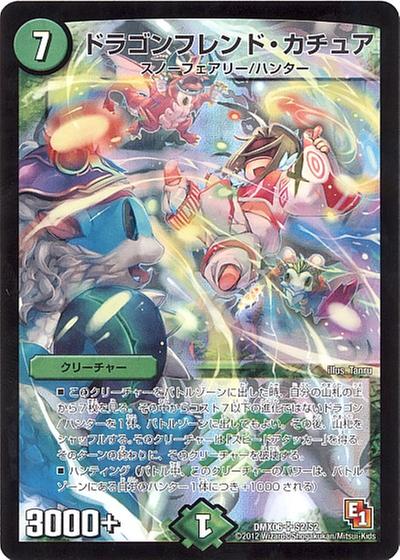 7
ドラゴンフレンド・カチュア
スノーフェアリー/ハンター
illus. Tanru
クリーチャー
■ このクリーチャーをバトルゾーンに出した時、自分の山札の上
から7枚を見る。その中からコスト7以下の進化ではないドラゴン
/ハンターを1体、バトルゾーンに出してもよい。その後、山札を
シャッフルする。そのクリーチャーは「スピードアタッカー」を得る。
そのターンの終わりに、そのクリーチャーを破壊する。
■ ハンティング(バトル中、このクリーチャーのパワーは、バトル
ゾーンにある自分のハンター1体につき+1000される)
3000+
1
E1
DMX06 S2/S2
©2012 Wizards/Shogakukan/Mitsui-Kids